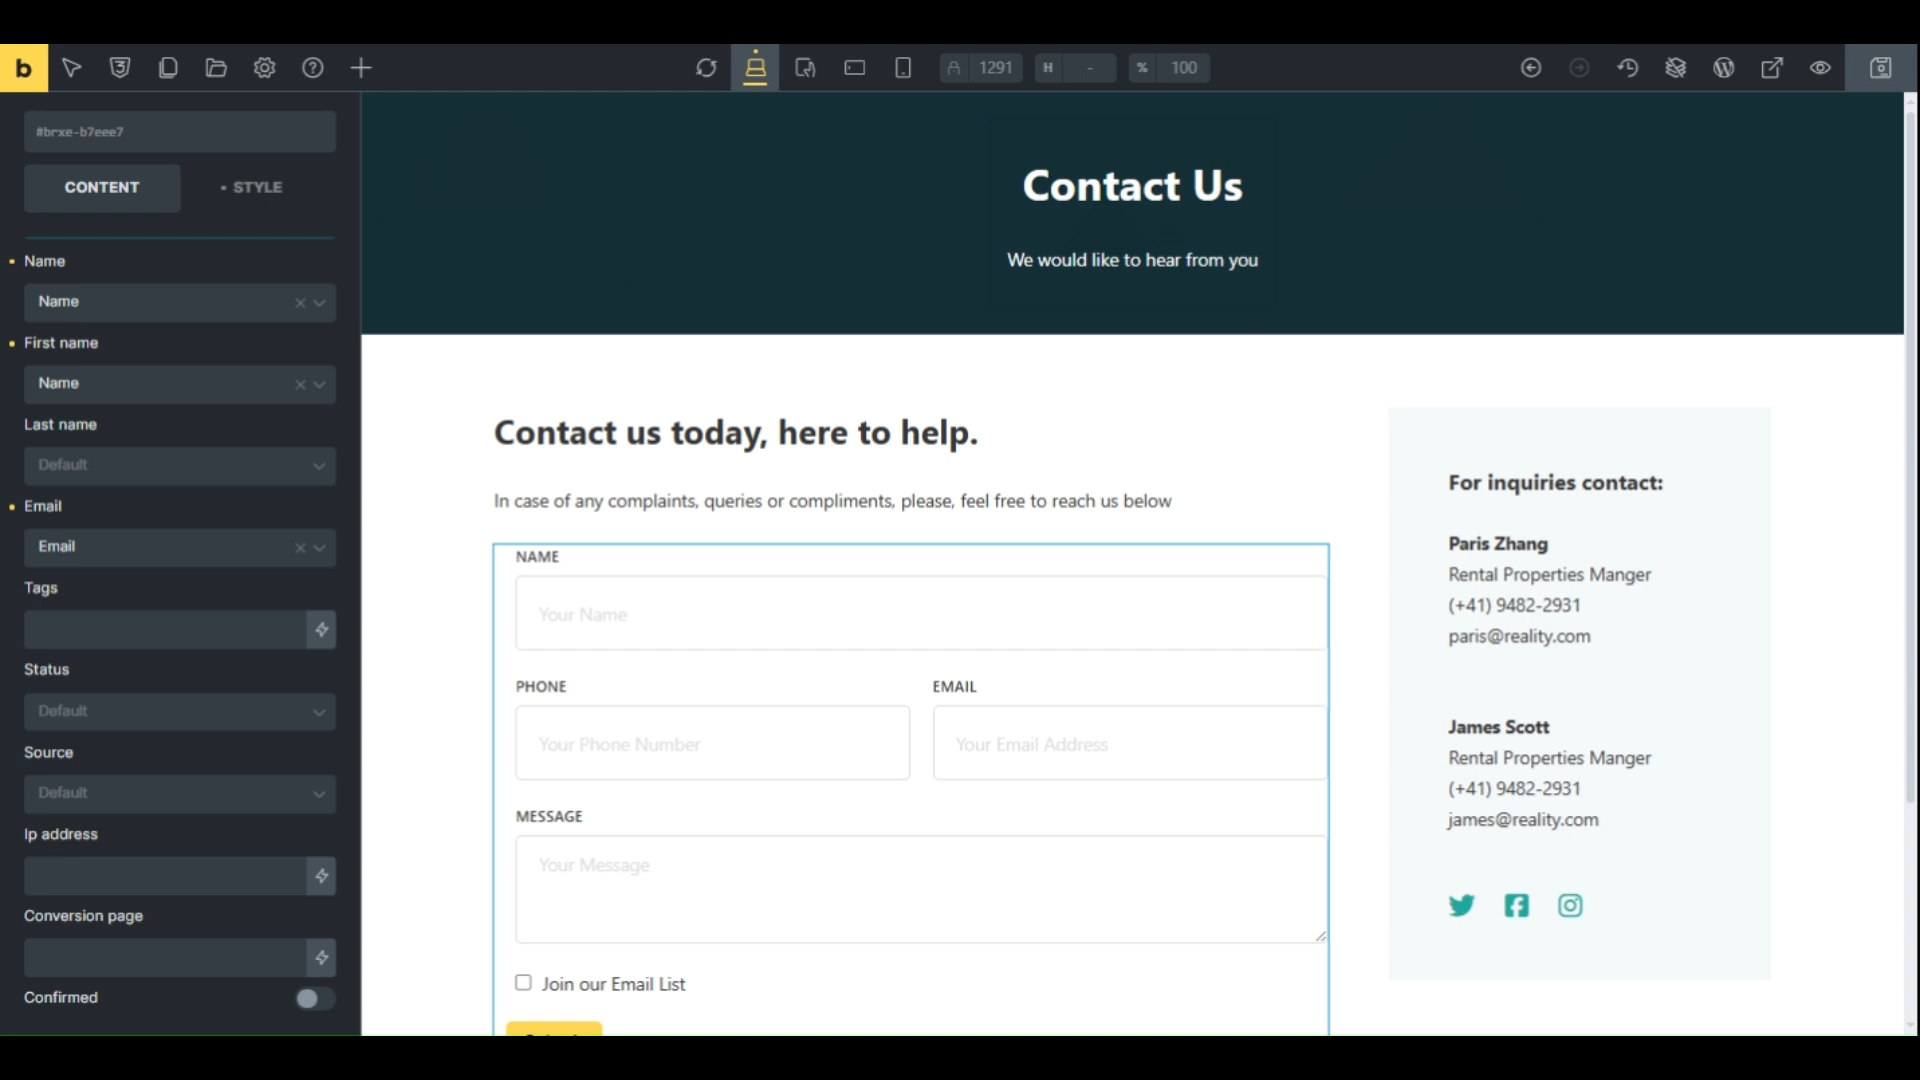 b
1291
H
-
%
100
#brxe-b7eee7
CONTENT
STYLE
Name
Name
First name
Name
Last name
Default
Email
Email
Tags
Status
Default
Source
Default
Ip address
Conversion page
Confirmed
Contact Us
We would like to hear from you
Contact us today, here to help.
In case of any complaints, queries or compliments, please, feel free to reach us below
NAME
Your Name
PHONE
EMAIL
Your Phone Number
Your Email Address
MESSAGE
Your Message
Join our Email List
For inquiries contact:
Paris Zhang
Rental Properties Manger
(+41) 9482-2931
paris@reality.com
James Scott
Rental Properties Manger
(+41) 9482-2931
james@reality.com